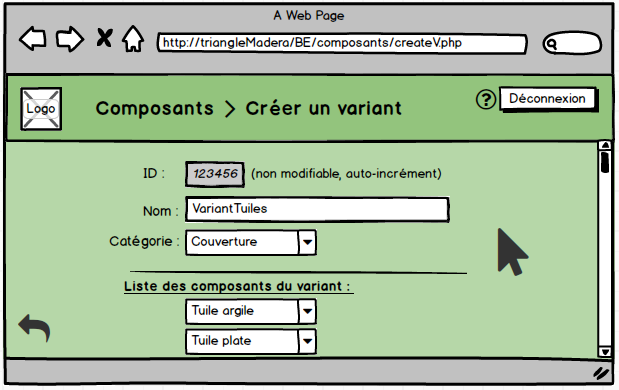 A Web Page
http://triangleMadera/BE/composants/createV.php
Logo
Composants > Créer un variant
? Déconnexion
ID : 123456 (non modifiable, auto-incrément)
Nom : VariantTuiles
Catégorie : Couverture
Liste des composants du variant :
Tuile argile
Tuile plate